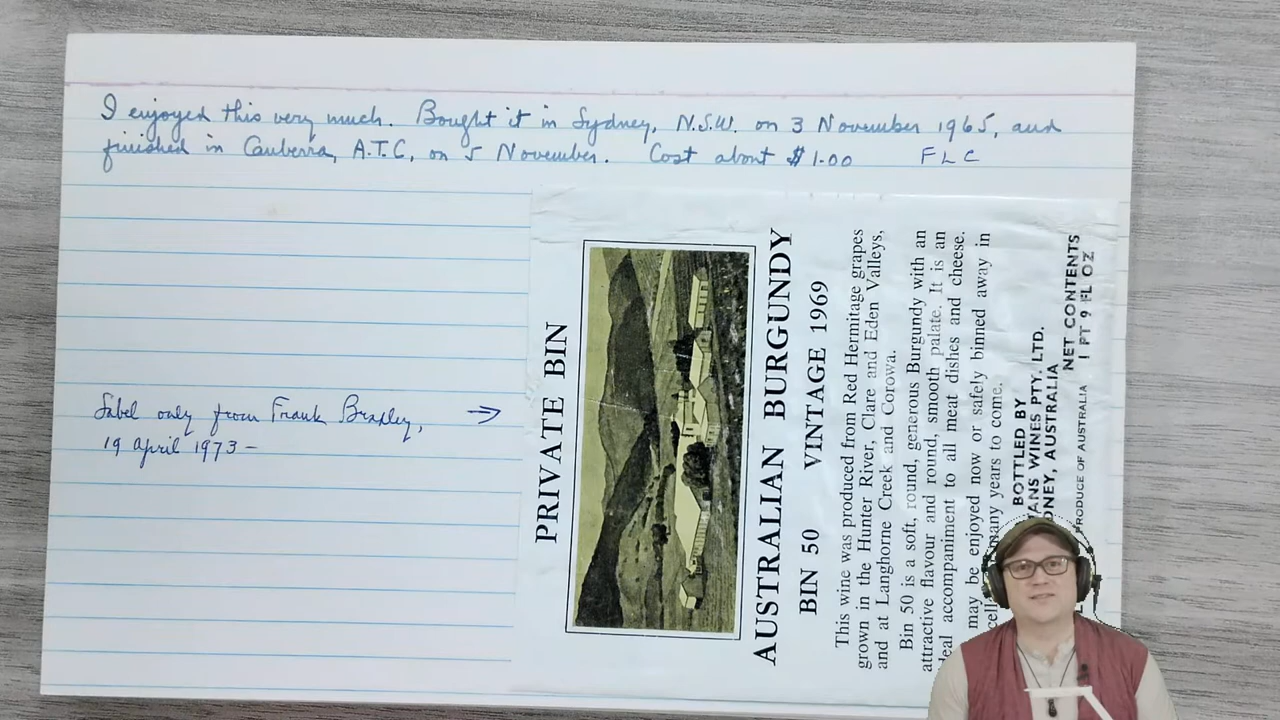 I enjoyed this very much. Bought it in Sydney, N.S.W. on 3 November 1965, and
finished in Canberra, A.T.C, on 5 November. Cost about $1.00 FLC
Label only from Frank Bradley,
19 April 1973 –
PRIVATE BIN
AUSTRALIAN BURGUNDY
BIN 50 VINTAGE 1969
This wine was produced from Red Hermitage grapes
grown in the Hunter River, Clare and Eden Valleys,
and at Langhorne Creek and Corowa.
Bin 50 is a soft, round, generous Burgundy with an
attractive flavour and round, smooth palate. It is an
deal accompaniment to all meat dishes and cheese.
may be enjoyed now or safely binned away in
many years to come.
BOTTLED BY
WINES PTY. LTD.
AUSTRALIA
NET CONTENTS
PRODUCE OF AUSTRALIA 1 PT 9 FL OZ